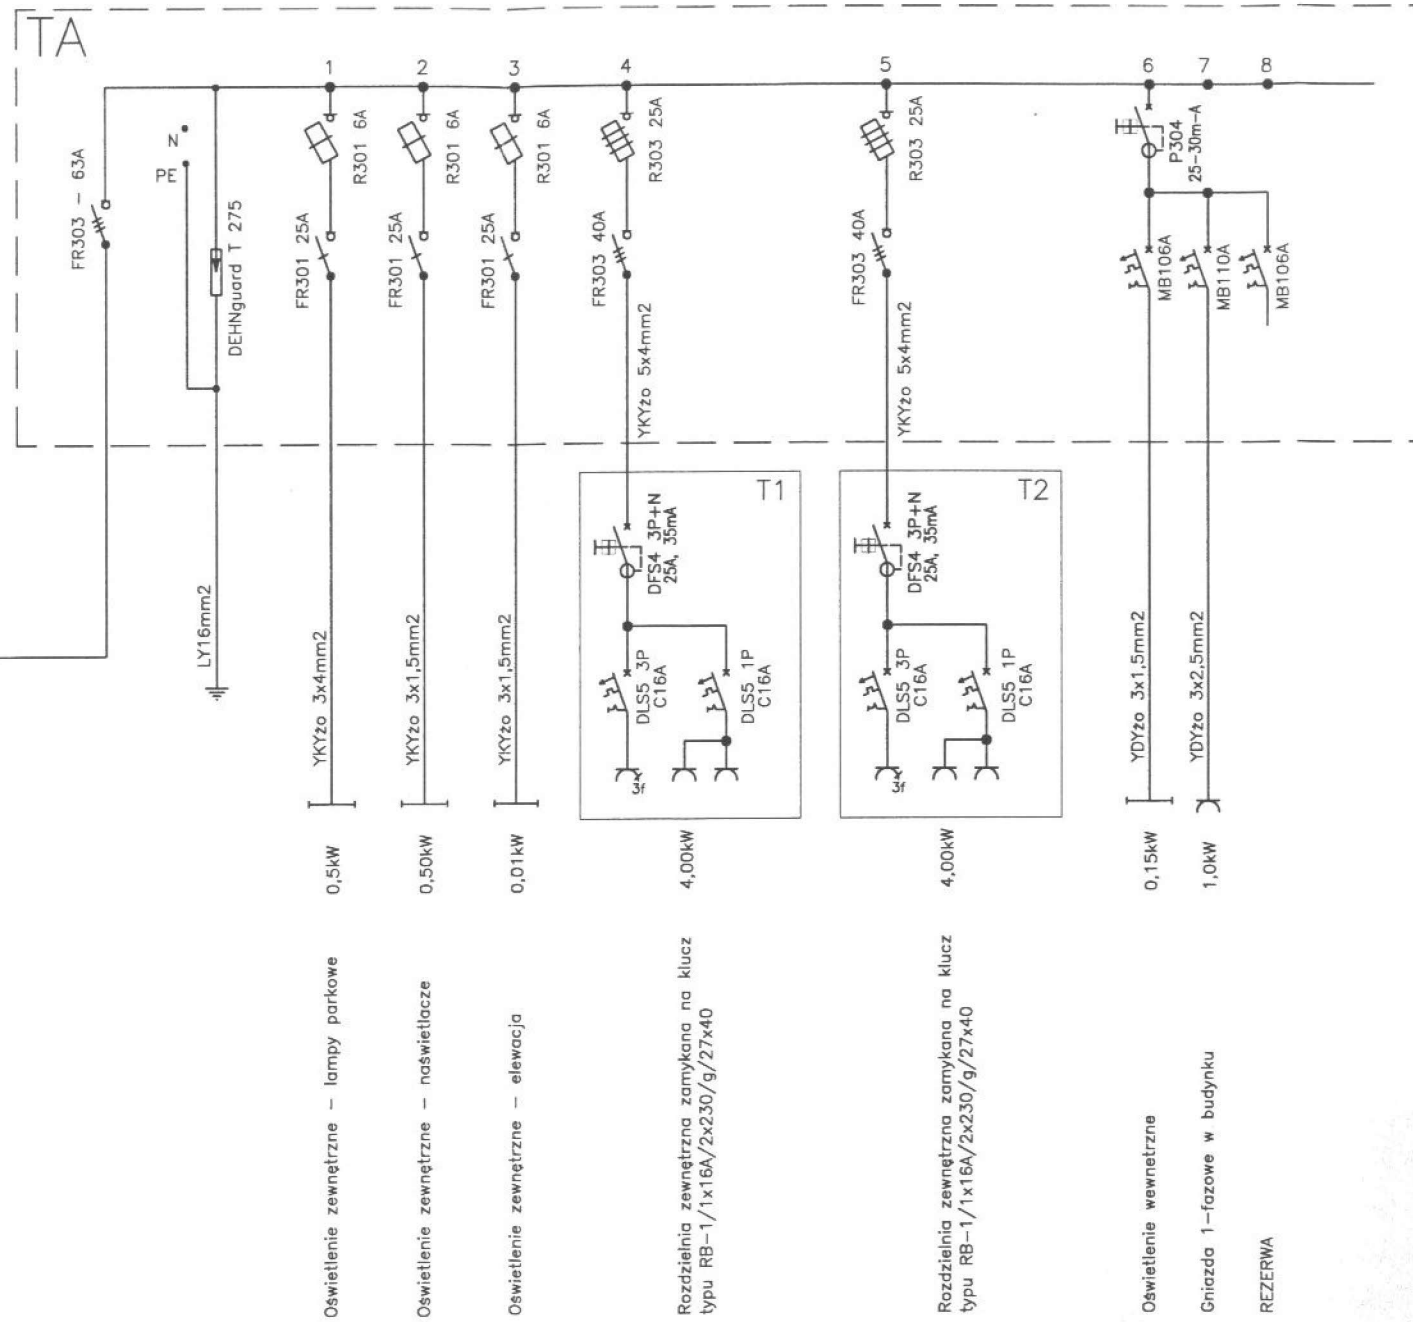 TA
1
2
3
4
5
6
7
8
FR303 - 63A
N
PE
DEHNguard T 275
LY16mm2
R301 6A
FR301 25A
YKYżo 3x4mm2
0,5kW
Oświetlenie zewnętrzne - lampy parkowe
R301 6A
FR301 25A
YKYżo 3x1,5mm2
0,50kW
Oświetlenie zewnętrzne - naświetlacze
R301 6A
FR301 25A
YKYżo 3x1,5mm2
0,01kW
Oświetlenie zewnętrzne - elewacja
R303 25A
FR303 40A
YKYżo 5x4mm2
T1
DFS4 3P+N
25A, 35mA
DLS5 3P
C16A
DLS5 1P
C16A
3f
4,00kW
Rozdzielnia zewnętrzna zamykana na klucz
typu RB-1/1x16A/2x230/g/27x40
R303 25A
FR303 40A
YKYżo 5x4mm2
T2
DFS4 3P+N
25A, 35mA
DLS5 3P
C16A
DLS5 1P
C16A
3f
4,00kW
Rozdzielnia zewnętrzna zamykana na klucz
typu RB-1/1x16A/2x230/g/27x40
P304
25-30m-A
MB106A
YDYżo 3x1,5mm2
0,15kW
Oświetlenie wewnetrzne
MB110A
YDYżo 3x2,5mm2
1,0kW
Gniazda 1-fazowe w budynku
MB106A
REZERWA